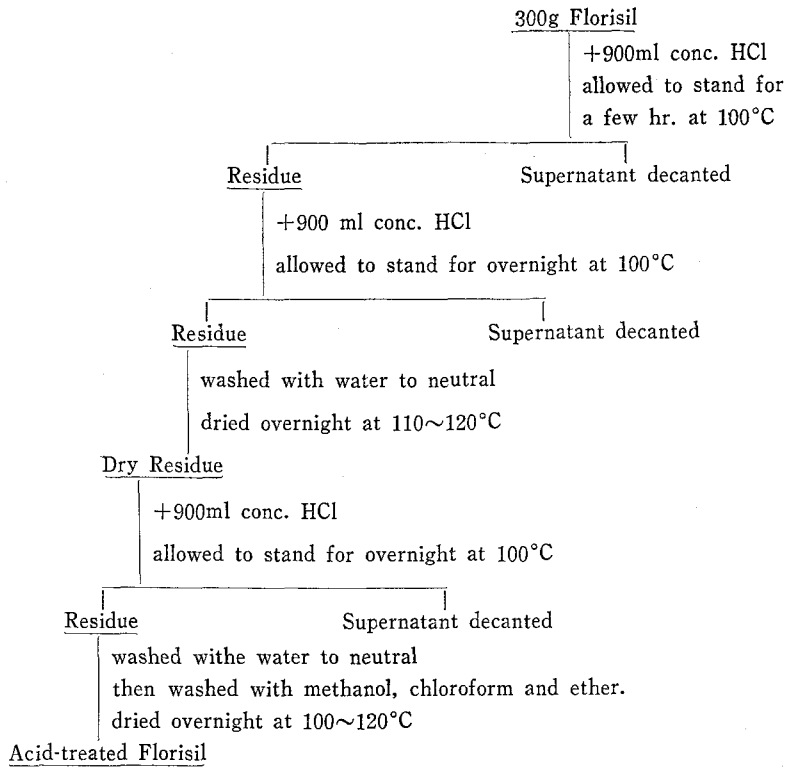 300g Florisil
+900ml conc. HCl
allowed to stand for
a few hr. at 100°C
Residue Supernatant decanted
+900 ml conc. HCl
allowed to stand for overnight at 100°C
Residue Supernatant decanted
washed with water to neutral
dried overnight at 110~120°C
Dry Residue
+900ml conc. HCl
allowed to stand for overnight at 100°C
Residue Supernatant decanted
washed withe water to neutral
then washed with methanol, chloroform and ether.
dried overnight at 100~120°C
Acid-treated Florisil